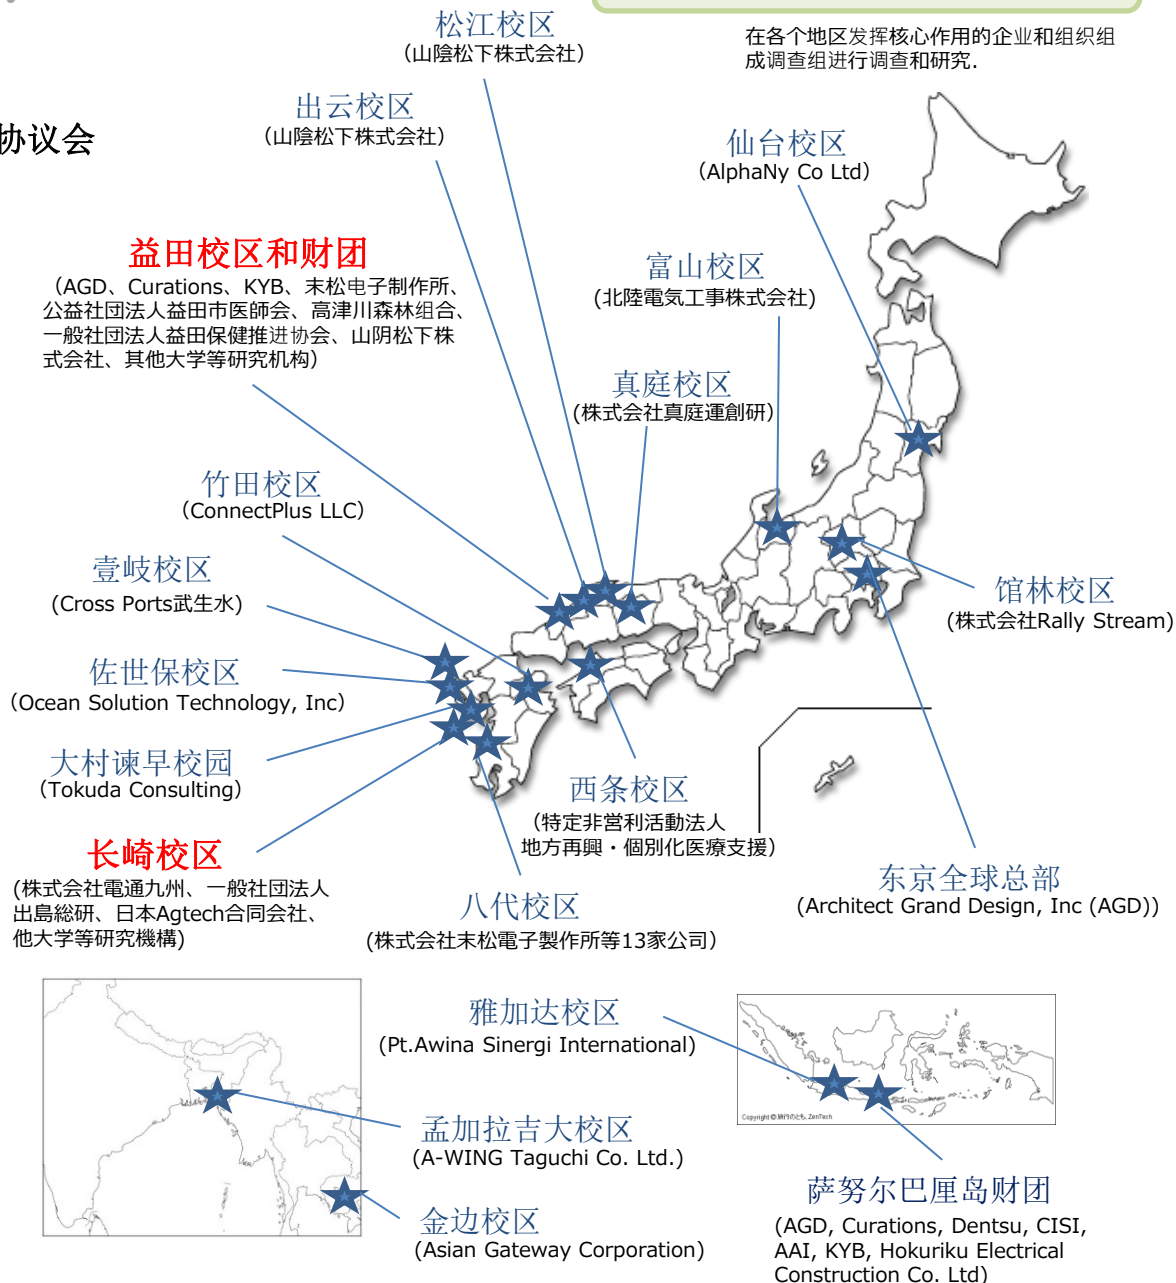 松江校区
（山陰松下株式会社）
在各个地区发挥核心作用的企业和组织组
成调查组进行调查和研究.
出云校区
（山陰松下株式会社）
协议会
仙台校区
(AlphaNy Co Ltd)
益田校区和财团
（AGD、Curations、KYB、末松电子制作所、
公益社団法人益田市医師会、高津川森林组合、
一般社团法人益田保健推进协会、山阴松下株
式会社、其他大学等研究机构）
富山校区
(北陸電気工事株式会社)
真庭校区
(株式会社真庭運創研)
竹田校区
（ConnectPlus LLC）
壹岐校区
(Cross Ports武生水)
馆林校区
(株式会社Rally Stream)
佐世保校区
（Ocean Solution Technology, Inc）
大村谏早校园
（Tokuda Consulting）
西条校区
（特定非営利活動法人
地方再興・個別化医療支援）
长崎校区
(株式会社電通九州、一般社団法人
出島総研、日本Agtech合同会社、
他大学等研究機構)
东京全球总部
(Architect Grand Design, Inc (AGD))
八代校区
(株式会社末松電子製作所等13家公司）
雅加达校区
(Pt.Awina Sinergi International)
Copyright © 旅行のとも, ZenTech
孟加拉吉大校区
(A-WING Taguchi Co. Ltd.)
萨努尔巴厘岛财团
(AGD, Curations, Dentsu, CISI,
AAI, KYB, Hokuriku Electrical
Construction Co. Ltd)
金边校区
(Asian Gateway Corporation)